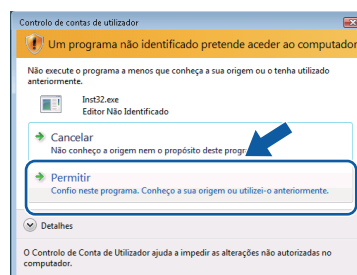 Controlo de contas de utilizador
Um programa não identificado pretende aceder ao computador
Não execute o programa a menos que conheça a sua origem ou o tenha utilizado
anteriormente.
Inst32.exe
Editor Não Identificado
Cancelar
Não conheço a origem nem o propósito deste
Permitir
Confio neste programa. Conheço a sua origem ou utilizei-o anteriormente.
Detalhes
O Controlo de Conta de Utilizador ajuda a impedir as alterações não autorizadas no
computador.